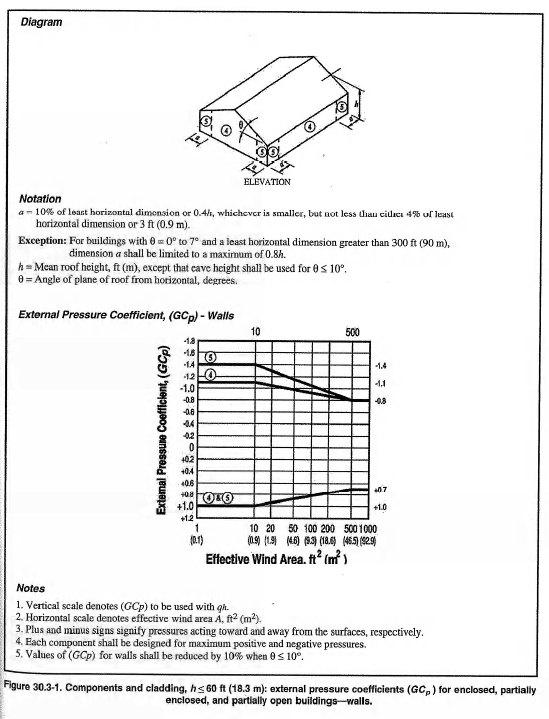 Diagram
5
4
θ
5
5
4
5
h
a
a
a
a
ELEVATION
Notation
a = 10% of least horizontal dimension or 0.4h, whichever is smaller, but not less than either 4% of least
horizontal dimension or 3 ft (0.9 m).
Exception: For buildings with θ = 0° to 7° and a least horizontal dimension greater than 300 ft (90 m),
dimension a shall be limited to a maximum of 0.8h.
h = Mean roof height, ft (m), except that eave height shall be used for θ ≤ 10°.
θ = Angle of plane of roof from horizontal, degrees.
External Pressure Coefficient, (GCp) - Walls
10 500
External Pressure Coefficient, (GCp)
-1.8
-1.6
-1.4
-1.2
-1.0
-0.8
-0.6
-0.4
-0.2
0
+0.2
+0.4
+0.6
+0.8
+1.0
+1.2
5
4
4 & 5
-1.4
-1.1
-0.8
+0.7
+1.0
1 10 20 50 100 200 500 1000
(0.1) (0.9) (1.9) (4.6) (9.3) (18.6) (46.5) (92.9)
Effective Wind Area, ft² (m²)
Notes
1. Vertical scale denotes (GCp) to be used with qh.
2. Horizontal scale denotes effective wind area A, ft² (m²).
3. Plus and minus signs signify pressures acting toward and away from the surfaces, respectively.
4. Each component shall be designed for maximum positive and negative pressures.
5. Values of (GCp) for walls shall be reduced by 10% when θ ≤ 10°.
Figure 30.3-1. Components and cladding, h ≤ 60 ft (18.3 m): external pressure coefficients (GCp) for enclosed, partially
enclosed, and partially open buildings—walls.